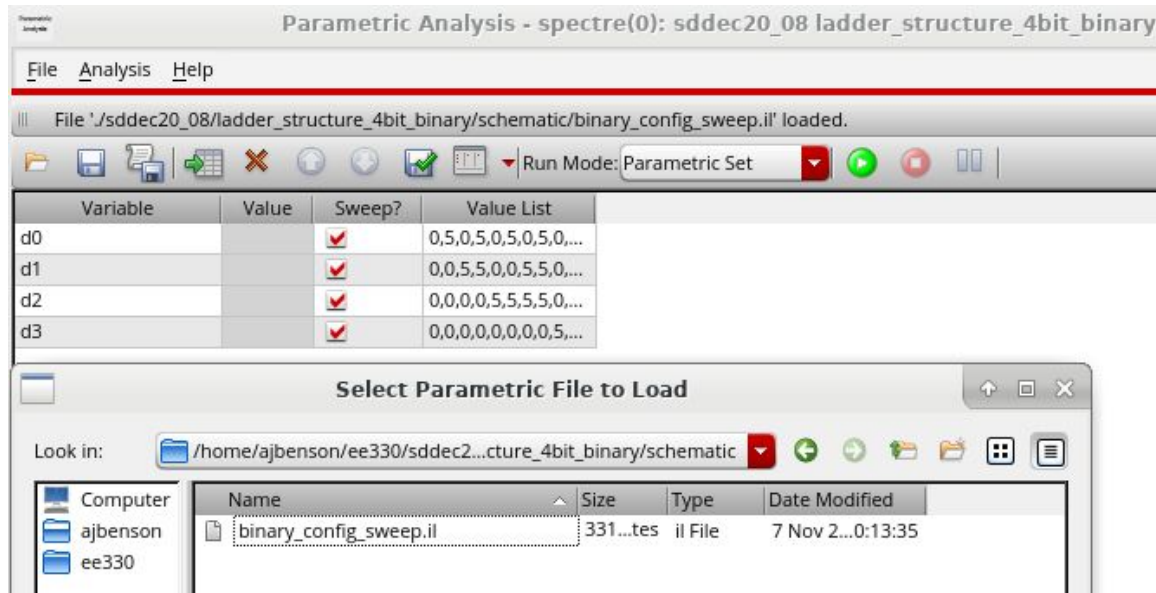 Parametric Analysis
Parametric Analysis - spectre(0): sddec20_08 ladder_structure_4bit_binary
File Analysis Help
File './sddec20_08/ladder_structure_4bit_binary/schematic/binary_config_sweep.il' loaded.
Run Mode: Parametric Set
Variable Value Sweep? Value List
d0 0,5,0,5,0,5,0,5,0,...
d1 0,0,5,5,0,0,5,5,0,...
d2 0,0,0,0,5,5,5,5,0,...
d3 0,0,0,0,0,0,0,0,5,...
Select Parametric File to Load
Look in: /home/ajbenson/ee330/sddec2...cture_4bit_binary/schematic
Computer Name Size Type Date Modified
ajbenson binary_config_sweep.il 331...tes il File 7 Nov 2...0:13:35
ee330